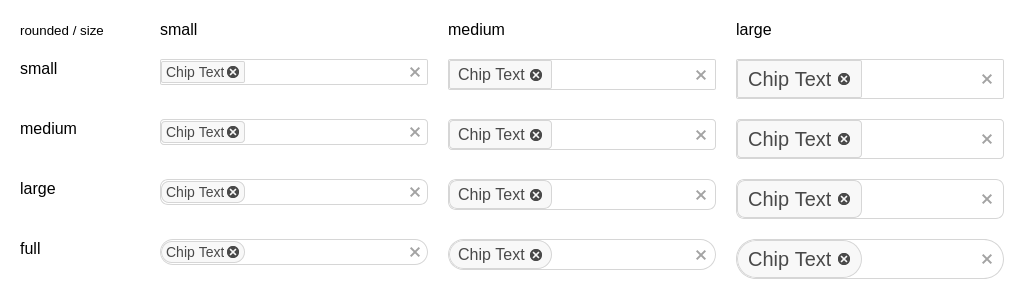 rounded / size small medium large
small Chip Text Chip Text Chip Text
medium Chip Text Chip Text Chip Text
large Chip Text Chip Text Chip Text
full Chip Text Chip Text Chip Text